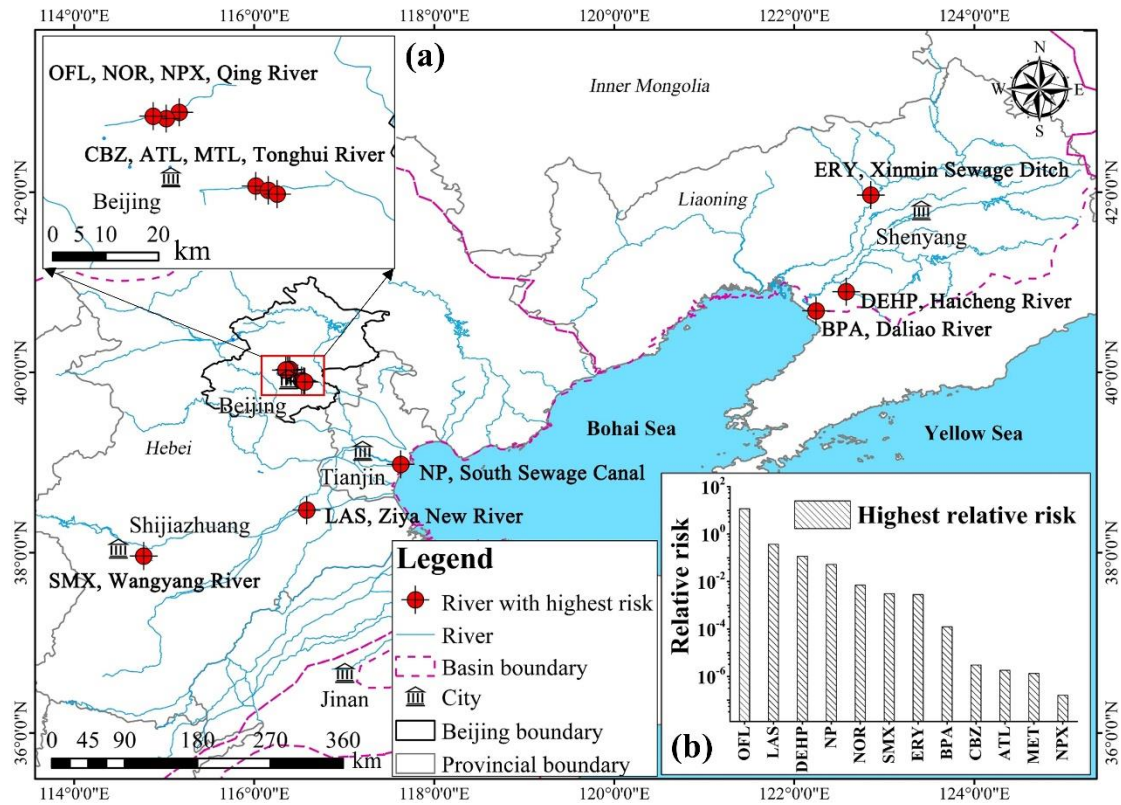 114°0'0"E
116°0'0"E
118°0'0"E
120°0'0"E
122°0'0"E
124°0'0"E
(a)
OFL, NOR, NPX, Qing River
CBZ, ATL, MTL, Tonghui River
Beijing
0 5 10 20
km
Inner Mongolia
N
W E
S
ERY, Xinmin Sewage Ditch
Liaoning
Shenyang
DEHP, Haicheng River
BPA, Daliao River
42°0'0"N
42°0'0"N
40°0'0"N
40°0'0"N
38°0'0"N
38°0'0"N
36°0'0"N
36°0'0"N
Beijing
Hebei
Bohai Sea
Yellow Sea
Tianjin
NP, South Sewage Canal
LAS, Ziya New River
Shijiazhuang
SMX, Wangyang River
Jinan
0 45 90 180 270 360
km
Legend
River with highest risk
River
Basin boundary
City
Beijing boundary
Provincial boundary
Highest relative risk
Relative risk
10²
10⁰
10⁻²
10⁻⁴
10⁻⁶
OFL
LAS
DEHP
NP
NOR
SMX
ERY
BPA
CBZ
ATL
MET
NPX
(b)
114°0'0"E
116°0'0"E
118°0'0"E
120°0'0"E
122°0'0"E
124°0'0"E